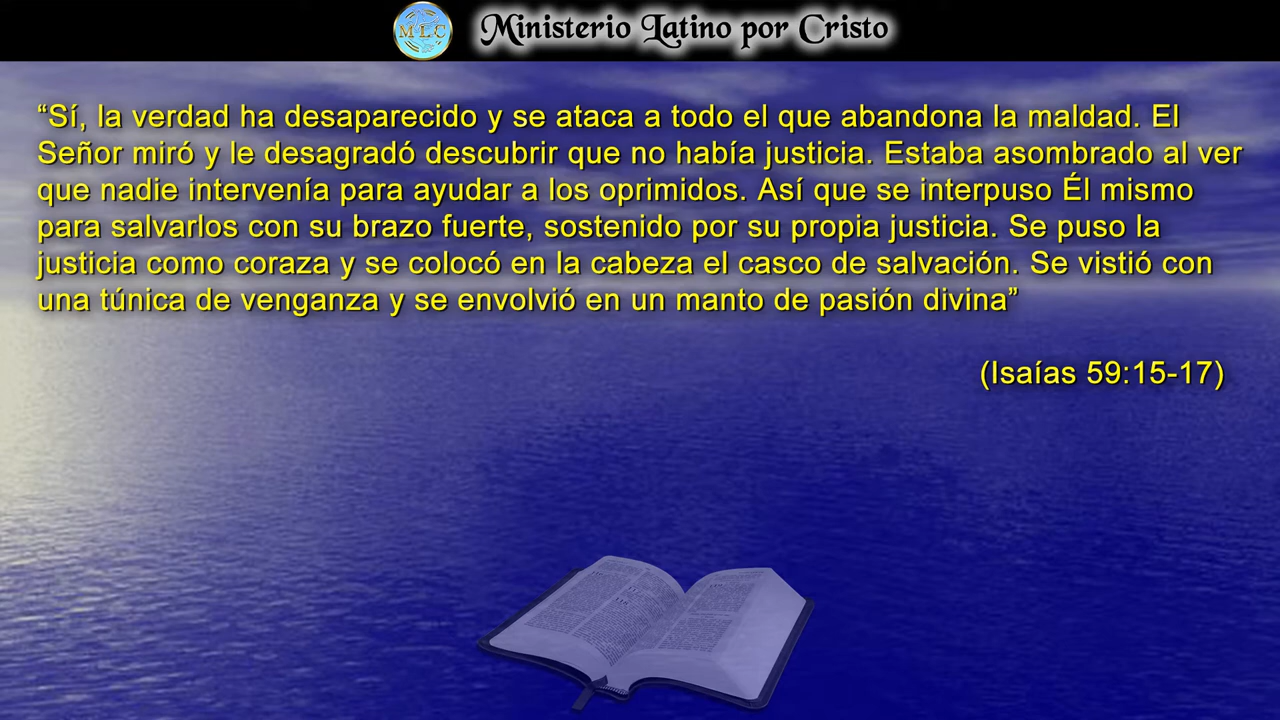 MLC
Ministerio Latino por Cristo
“Sí, la verdad ha desaparecido y se ataca a todo el que abandona la maldad. El
Señor miró y le desagradó descubrir que no había justicia. Estaba asombrado al ver
que nadie intervenía para ayudar a los oprimidos. Así que se interpuso Él mismo
para salvarlos con su brazo fuerte, sostenido por su propia justicia. Se puso la
justicia como coraza y se colocó en la cabeza el casco de salvación. Se vistió con
una túnica de venganza y se envolvió en un manto de pasión divina”
(Isaías 59:15-17)